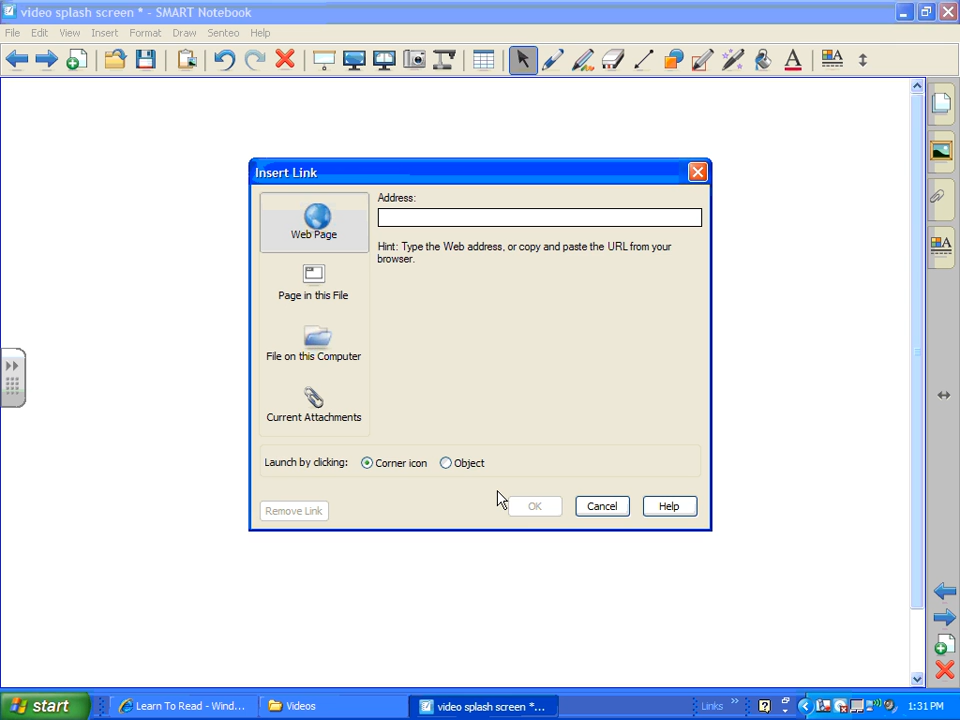 video splash screen * - SMART Notebook
File Edit View Insert Format Draw Senteo Help
Insert Link
Web Page
Page in this File
File on this Computer
Current Attachments
Address:
Hint: Type the Web address, or copy and paste the URL from your
browser.
Launch by clicking: Corner icon Object
Remove Link OK Cancel Help
start Learn To Read - Wind... Videos video splash screen *... Links » 1:31 PM